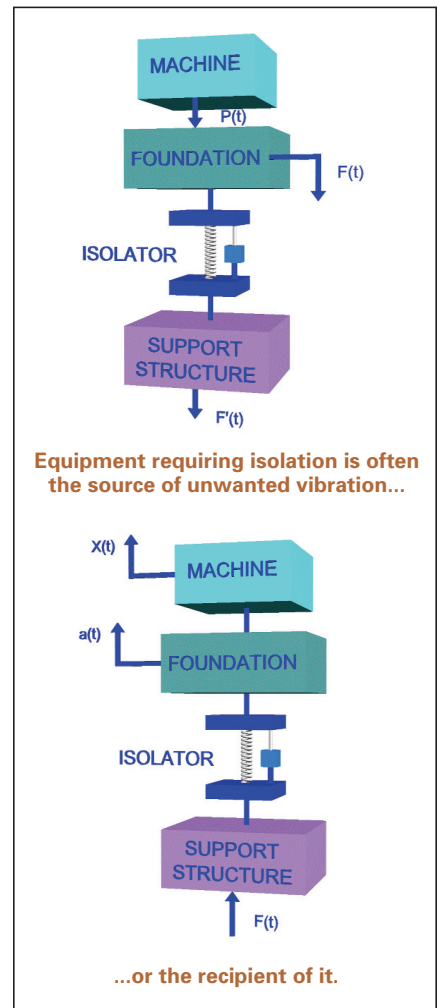 MACHINE
P(t)
FOUNDATION
F(t)
ISOLATOR
SUPPORT
STRUCTURE
F'(t)
Equipment requiring isolation is often
the source of unwanted vibration...
X(t)
MACHINE
a(t)
FOUNDATION
ISOLATOR
SUPPORT
STRUCTURE
F(t)
...or the recipient of it.